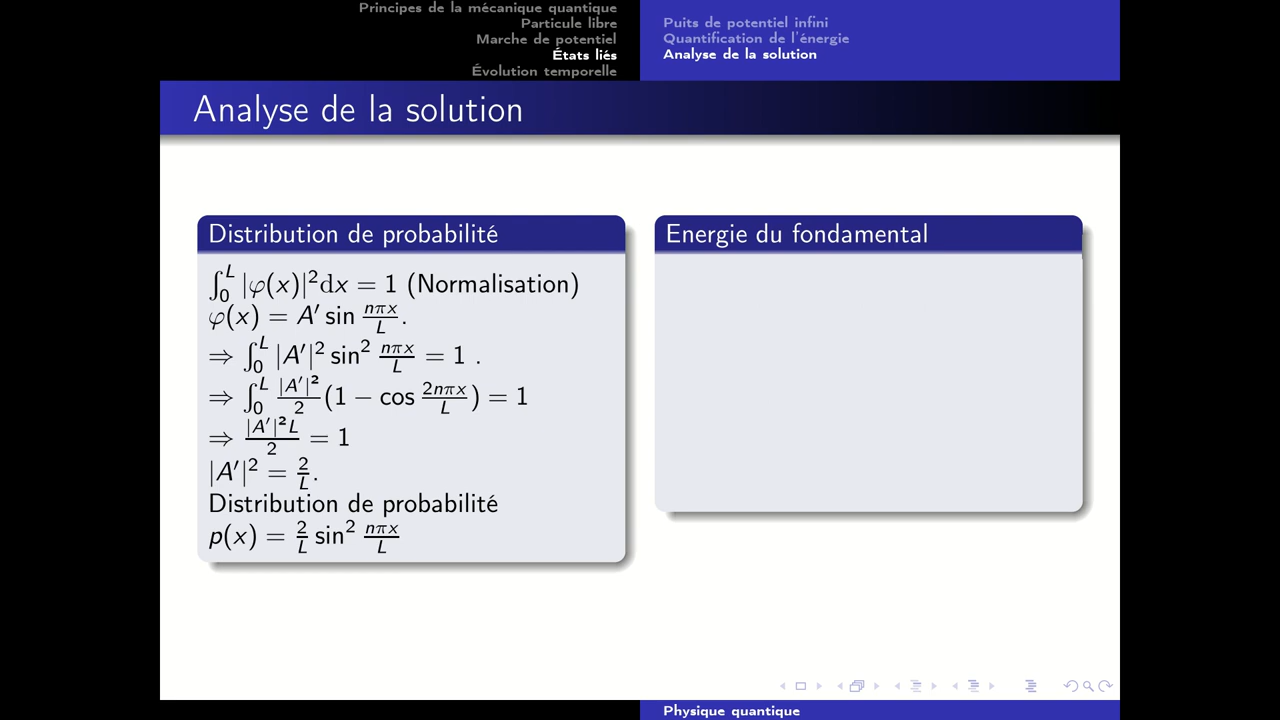 Principes de la mécanique quantique
Particule libre
Marche de potentiel
États liés
Évolution temporelle
Puits de potentiel infini
Quantification de l'énergie
Analyse de la solution
Analyse de la solution
Distribution de probabilité
∫₀ᴸ |φ(x)|²dx = 1 (Normalisation)
φ(x) = A′ sin nπx/L.
⇒ ∫₀ᴸ |A′|² sin² nπx/L = 1 .
⇒ ∫₀ᴸ |A′|²/2 (1 − cos 2nπx/L) = 1
⇒ |A′|²L/2 = 1
|A′|² = 2/L.
Distribution de probabilité
p(x) = 2/L sin² nπx/L
Energie du fondamental
Physique quantique